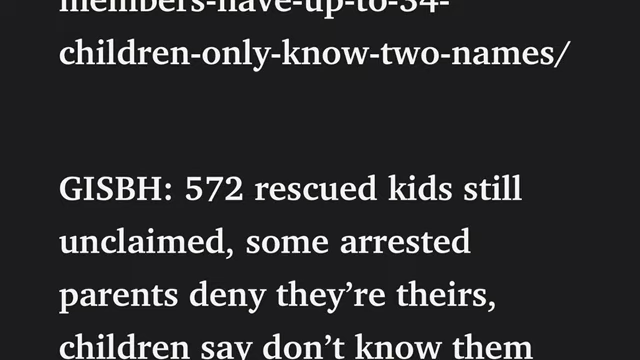 members-have-up-to-34-
children-only-know-two-names/
GISBH: 572 rescued kids still
unclaimed, some arrested
parents deny they’re theirs,
children say don’t know them